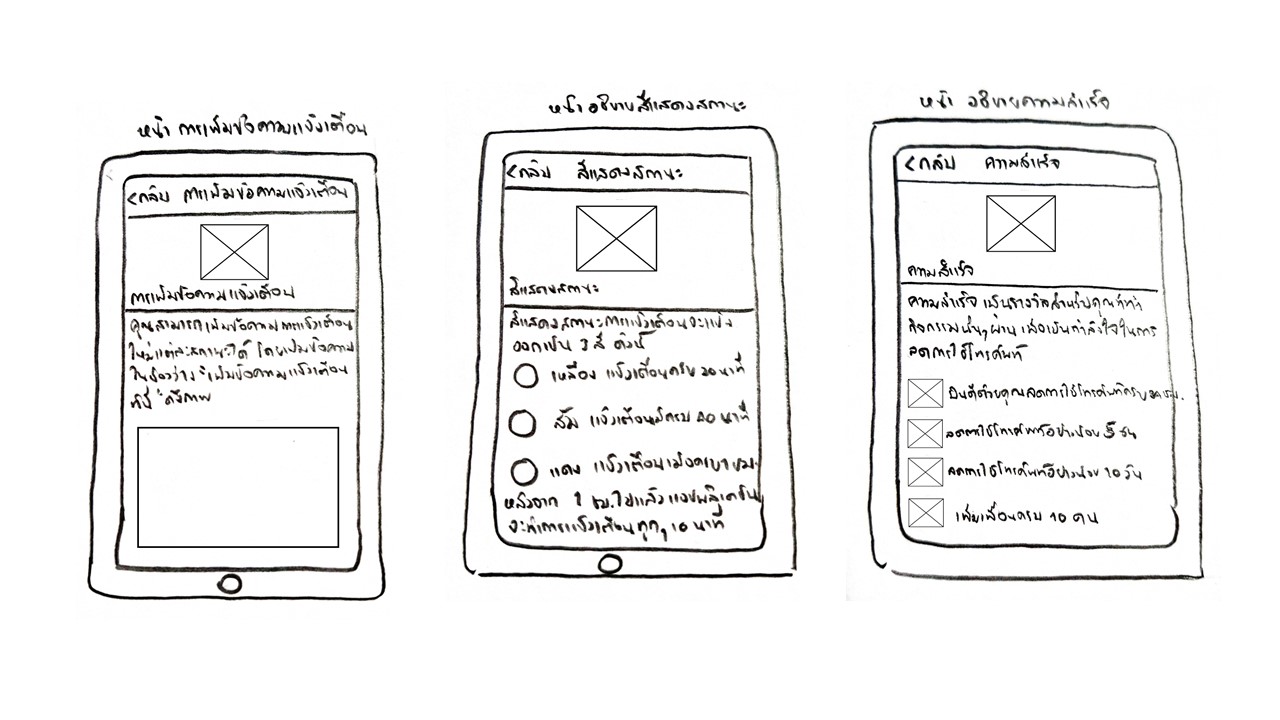 หน้า การเพิ่มข้อความแจ้งเตือน
<กลับ การเพิ่มข้อความแจ้งเตือน
การเพิ่มข้อความแจ้งเตือน
คุณสามารถเพิ่มข้อความการแจ้งเตือน
ใหม่แต่ละสถานะได้ โดยเพิ่มข้อความ
ในช่องว่าง "เพิ่มข้อความแจ้งเตือน
ที่นี่" ดังภาพ
หน้า อธิบายสีแสดงสถานะ
<กลับ สีแสดงสถานะ
สีแสดงสถานะ
สีแสดงสถานะการแจ้งเตือนจะแบ่ง
ออกเป็น 3 สี ดังนี้
เหลือง แจ้งเตือนครบ 20 นาที
ส้ม แจ้งเตือนเมื่อครบ 40 นาที
แดง แจ้งเตือนเมื่อครบ 1 ชม.
หลังจาก 1 ชม. ไปแล้ว แอปพลิเคชัน
จะทำการแจ้งเตือนทุกๆ 10 นาที
หน้า อธิบายความสำเร็จ
<กลับ ความสำเร็จ
ความสำเร็จ
ความสำเร็จ เป็นรางวัลสำหรับคุณที่ทำ
กิจกรรมนั้นๆ ผ่าน เพื่อเป็นกำลังใจในการ
ลดการใช้โทรศัพท์
ยินดีด้วยคุณลดการใช้โทรศัพท์ครบ ชม.
ลดการใช้โทรศัพท์อย่างน้อย 5 วัน
ลดการใช้โทรศัพท์อย่างน้อย 10 วัน
เพิ่มเพื่อนครบ 10 คน